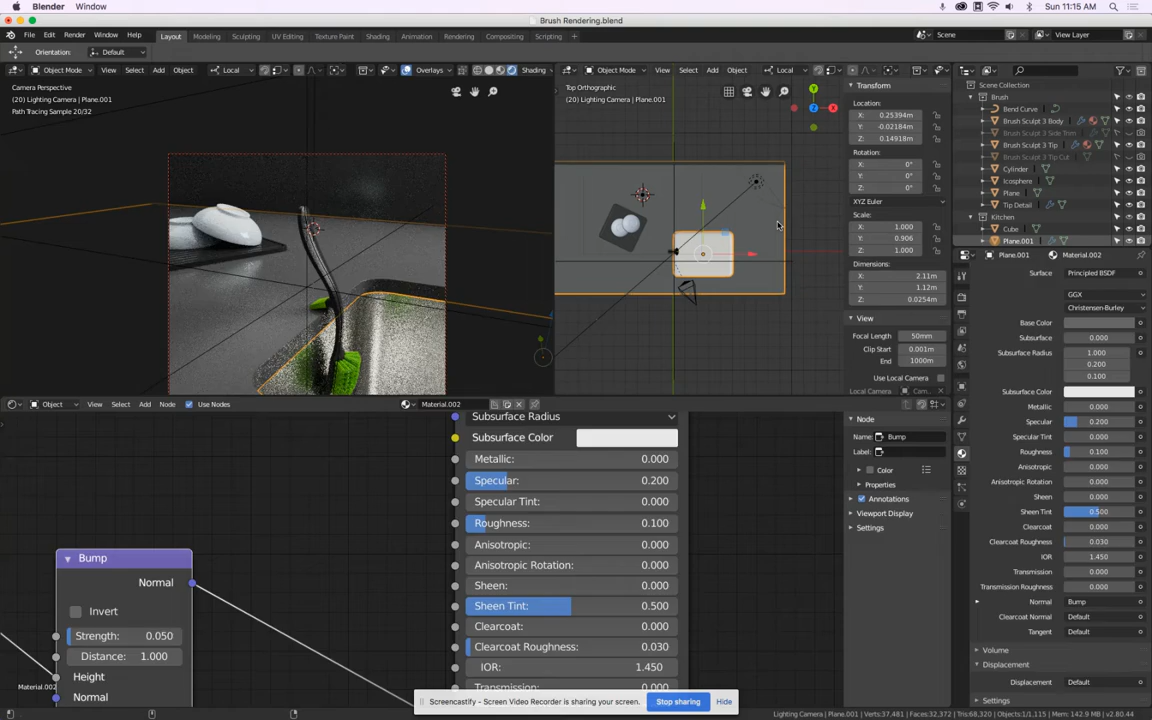 Blender Window
Sun 11:15 AM
Brush Rendering.blend
File Edit Render Window Help
Layout Modeling Sculpting UV Editing Texture Paint Shading Animation Rendering Compositing Scripting +
Scene
View Layer
Orientation: Default
Object Mode View Select Add Object Local Overlays Shading
Object Mode View Select Add Object Local
Camera Perspective
(20) Lighting Camera | Plane.001
Path Tracing Sample 20/32
Top Orthographic
(20) Lighting Camera | Plane.001
Transform
Location:
X: 0.25394m
Y: -0.02184m
Z: 0.14918m
Rotation:
X: 0°
Y: 0°
Z: 0°
XYZ Euler
Scale:
X: 1.000
Y: 0.906
Z: 1.000
Dimensions:
X: 2.11m
Y: 1.12m
Z: 0.0254m
View
Focal Length 50mm
Clip Start 0.001m
End 1000m
Use Local Camera
Local Camera
Scene Collection
Brush
Bend Curve
Brush Sculpt 3 Body
Brush Sculpt 3 Side Trim
Brush Sculpt 3 Tip
Brush Sculpt 3 Tip Cut
Cylinder
Icosphere
Plane
Tip Detail
Kitchen
Cube
Plane.001
Plane.001 Material.002
Surface Principled BSDF
GGX
Christensen-Burley
Base Color
Subsurface 0.000
Subsurface Radius 1.000
0.200
0.100
Subsurface Color
Metallic 0.000
Specular 0.200
Specular Tint 0.000
Roughness 0.100
Anisotropic 0.000
Anisotropic Rotation 0.000
Sheen 0.000
Sheen Tint 0.500
Clearcoat 0.000
Clearcoat Roughness 0.030
IOR 1.450
Transmission 0.000
Transmission Roughness 0.000
Normal Bump
Clearcoat Normal Default
Tangent Default
Volume
Displacement
Displacement Default
Settings
Object View Select Add Node Use Nodes Material.002
Subsurface Radius
Subsurface Color
Metallic: 0.000
Specular: 0.200
Specular Tint: 0.000
Roughness: 0.100
Anisotropic: 0.000
Anisotropic Rotation: 0.000
Sheen: 0.000
Sheen Tint: 0.500
Clearcoat: 0.000
Clearcoat Roughness: 0.030
IOR: 1.450
Transmission: 0.000
Bump
Normal
Invert
Strength: 0.050
Distance: 1.000
Height
Normal
Material.002
Node
Name: Bump
Label:
Color
Properties
Annotations
Viewport Display
Settings
Screencastify - Screen Video Recorder is sharing your screen. Stop sharing Hide
Plane.001 | Verts:37,481 | Faces:32,372 | Tris:68,320 | Objects:1/1,115 | Mem: 142.9 MB | v2.80.44